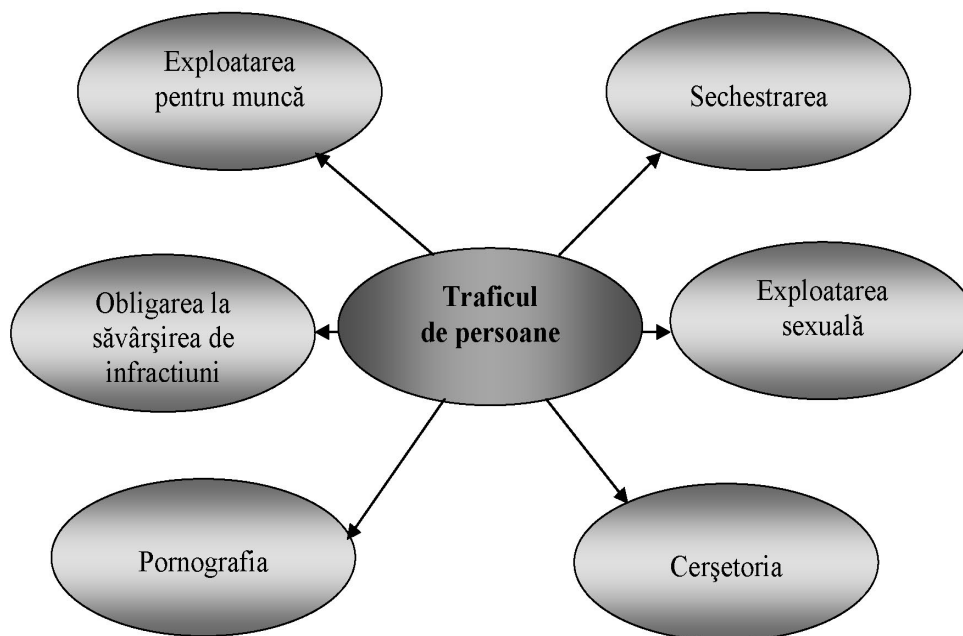 Exploatarea
pentru muncă
Sechestrarea
Traficul
de persoane
Obligarea la
săvârşirea de
infractiuni
Exploatarea
sexuală
Pornografia
Cerşetoria